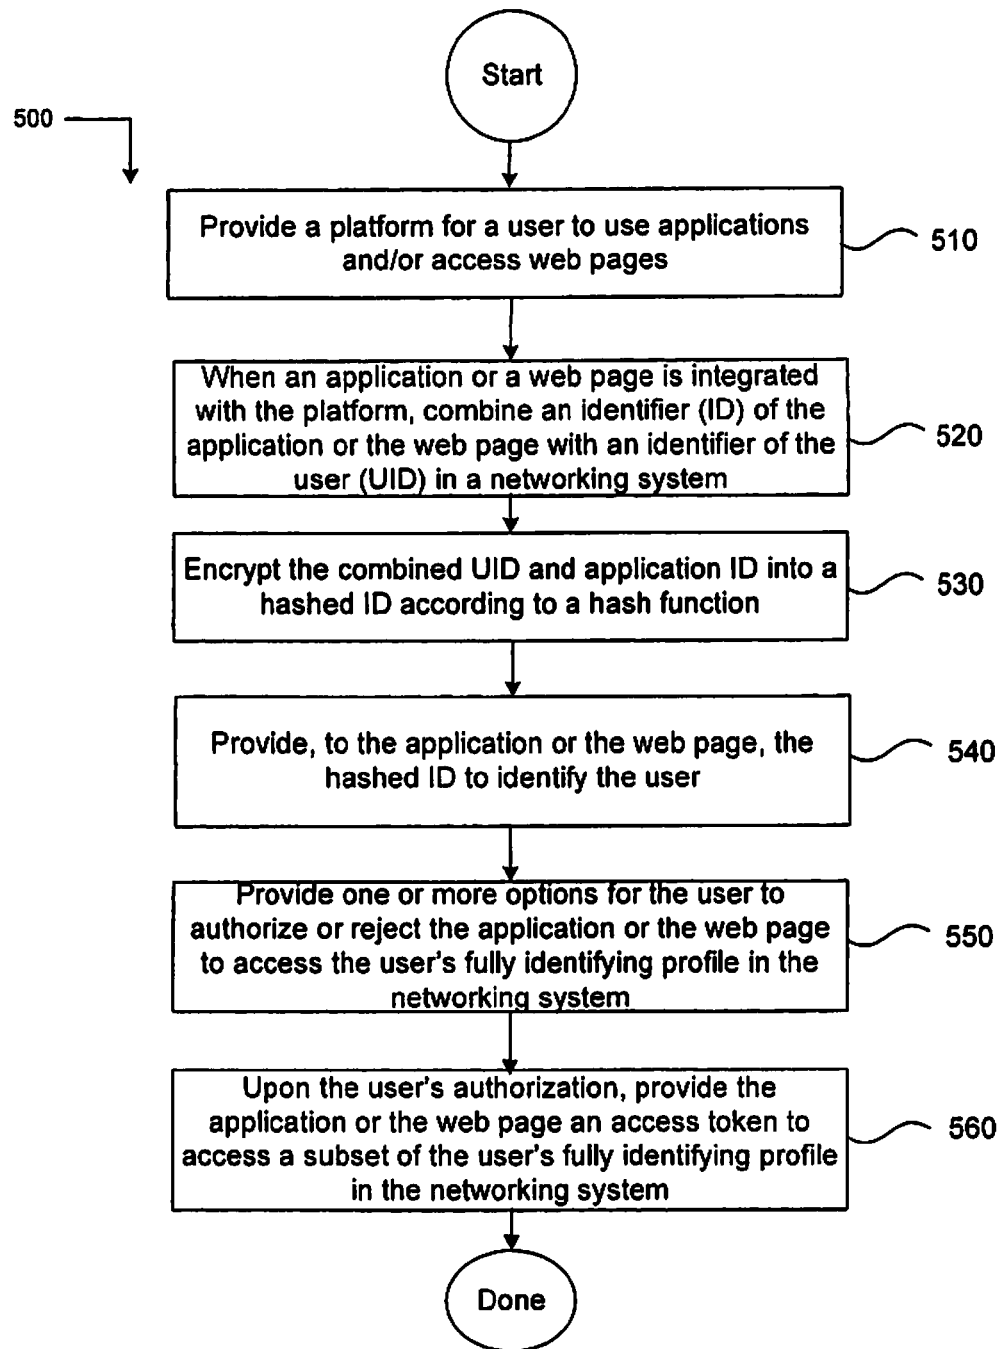 Start
500
Provide a platform for a user to use applications
and/or access web pages
510
When an application or a web page is integrated
with the platform, combine an identifier (ID) of the
application or the web page with an identifier of the
user (UID) in a networking system
520
Encrypt the combined UID and application ID into a
hashed ID according to a hash function
530
Provide, to the application or the web page, the
hashed ID to identify the user
540
Provide one or more options for the user to
authorize or reject the application or the web page
to access the user's fully identifying profile in the
networking system
550
Upon the user's authorization, provide the
application or the web page an access token to
access a subset of the user's fully identifying profile
in the networking system
560
Done